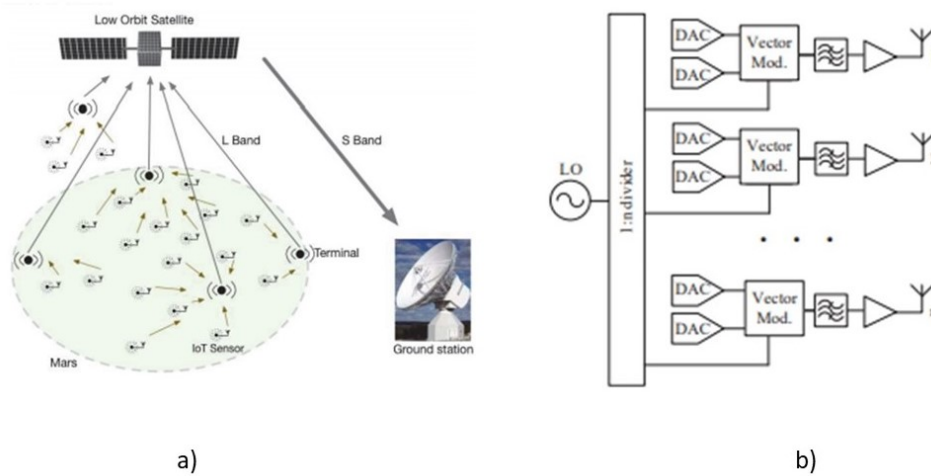 Low Orbit Satellite
L Band
S Band
Terminal
IoT Sensor
Mars
Ground station
a)
LO
1:ndivider
DAC
DAC
Vector
Mod.
DAC
DAC
Vector
Mod.
. . .
DAC
DAC
Vector
Mod.
b)